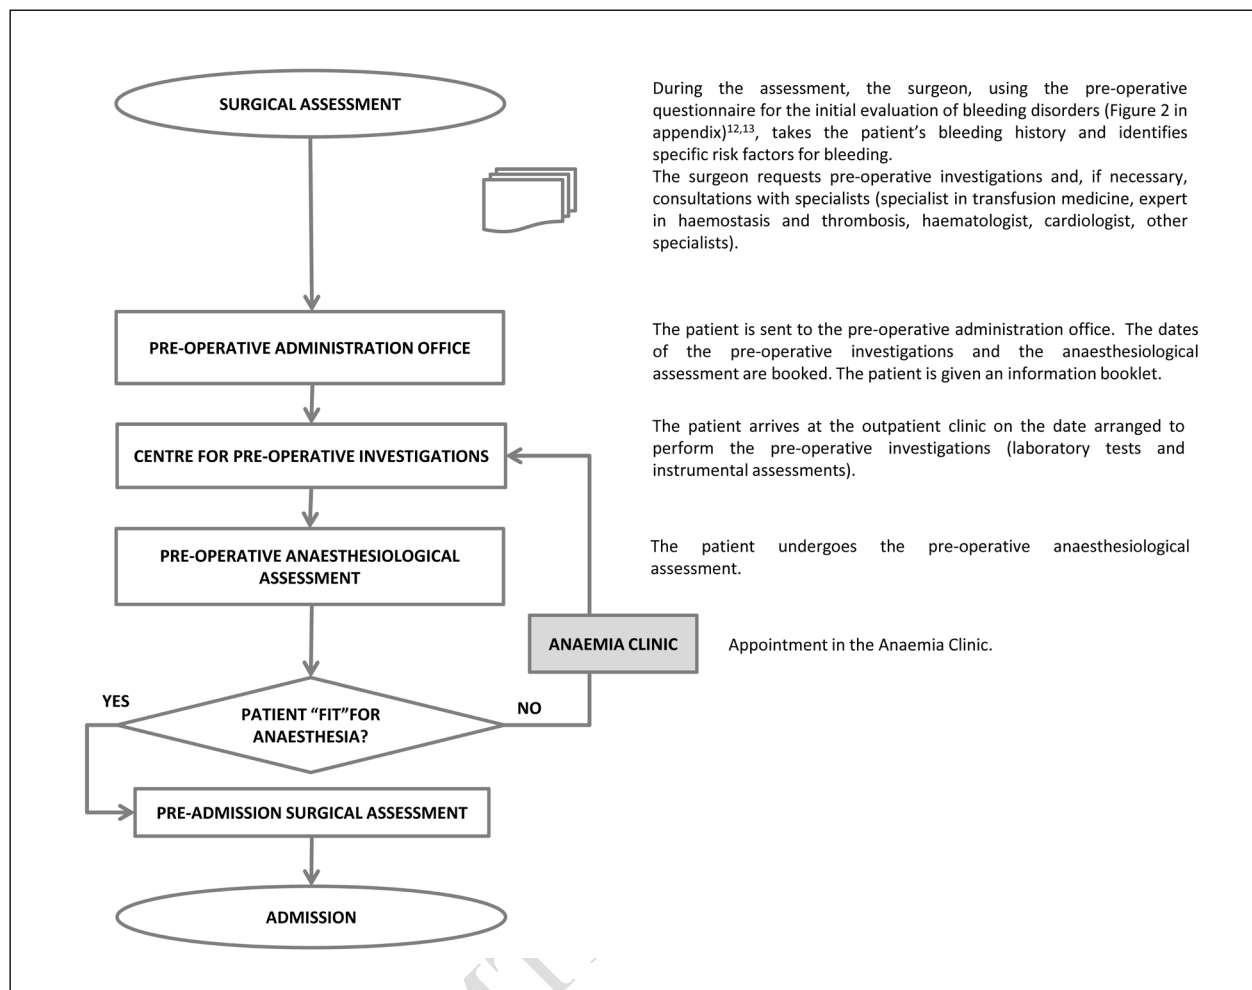 SURGICAL ASSESSMENT
During the assessment, the surgeon, using the pre-operative
questionnaire for the initial evaluation of bleeding disorders (Figure 2 in
appendix)12,13, takes the patient's bleeding history and identifies
specific risk factors for bleeding.
The surgeon requests pre-operative investigations and, if necessary,
consultations with specialists (specialist in transfusion medicine, expert
in haemostasis and thrombosis, haematologist, cardiologist, other
specialists).
PRE-OPERATIVE ADMINISTRATION OFFICE
The patient is sent to the pre-operative administration office. The dates
of the pre-operative investigations and the anaesthesiological
assessment are booked. The patient is given an information booklet.
CENTRE FOR PRE-OPERATIVE INVESTIGATIONS
The patient arrives at the outpatient clinic on the date arranged to
perform the pre-operative investigations (laboratory tests and
instrumental assessments).
PRE-OPERATIVE ANAESTHESIOLOGICAL
ASSESSMENT
The patient undergoes the pre-operative anaesthesiological
assessment.
ANAEMIA CLINIC
Appointment in the Anaemia Clinic.
YES
PATIENT “FIT”FOR
ANAESTHESIA?
NO
PRE-ADMISSION SURGICAL ASSESSMENT
ADMISSION